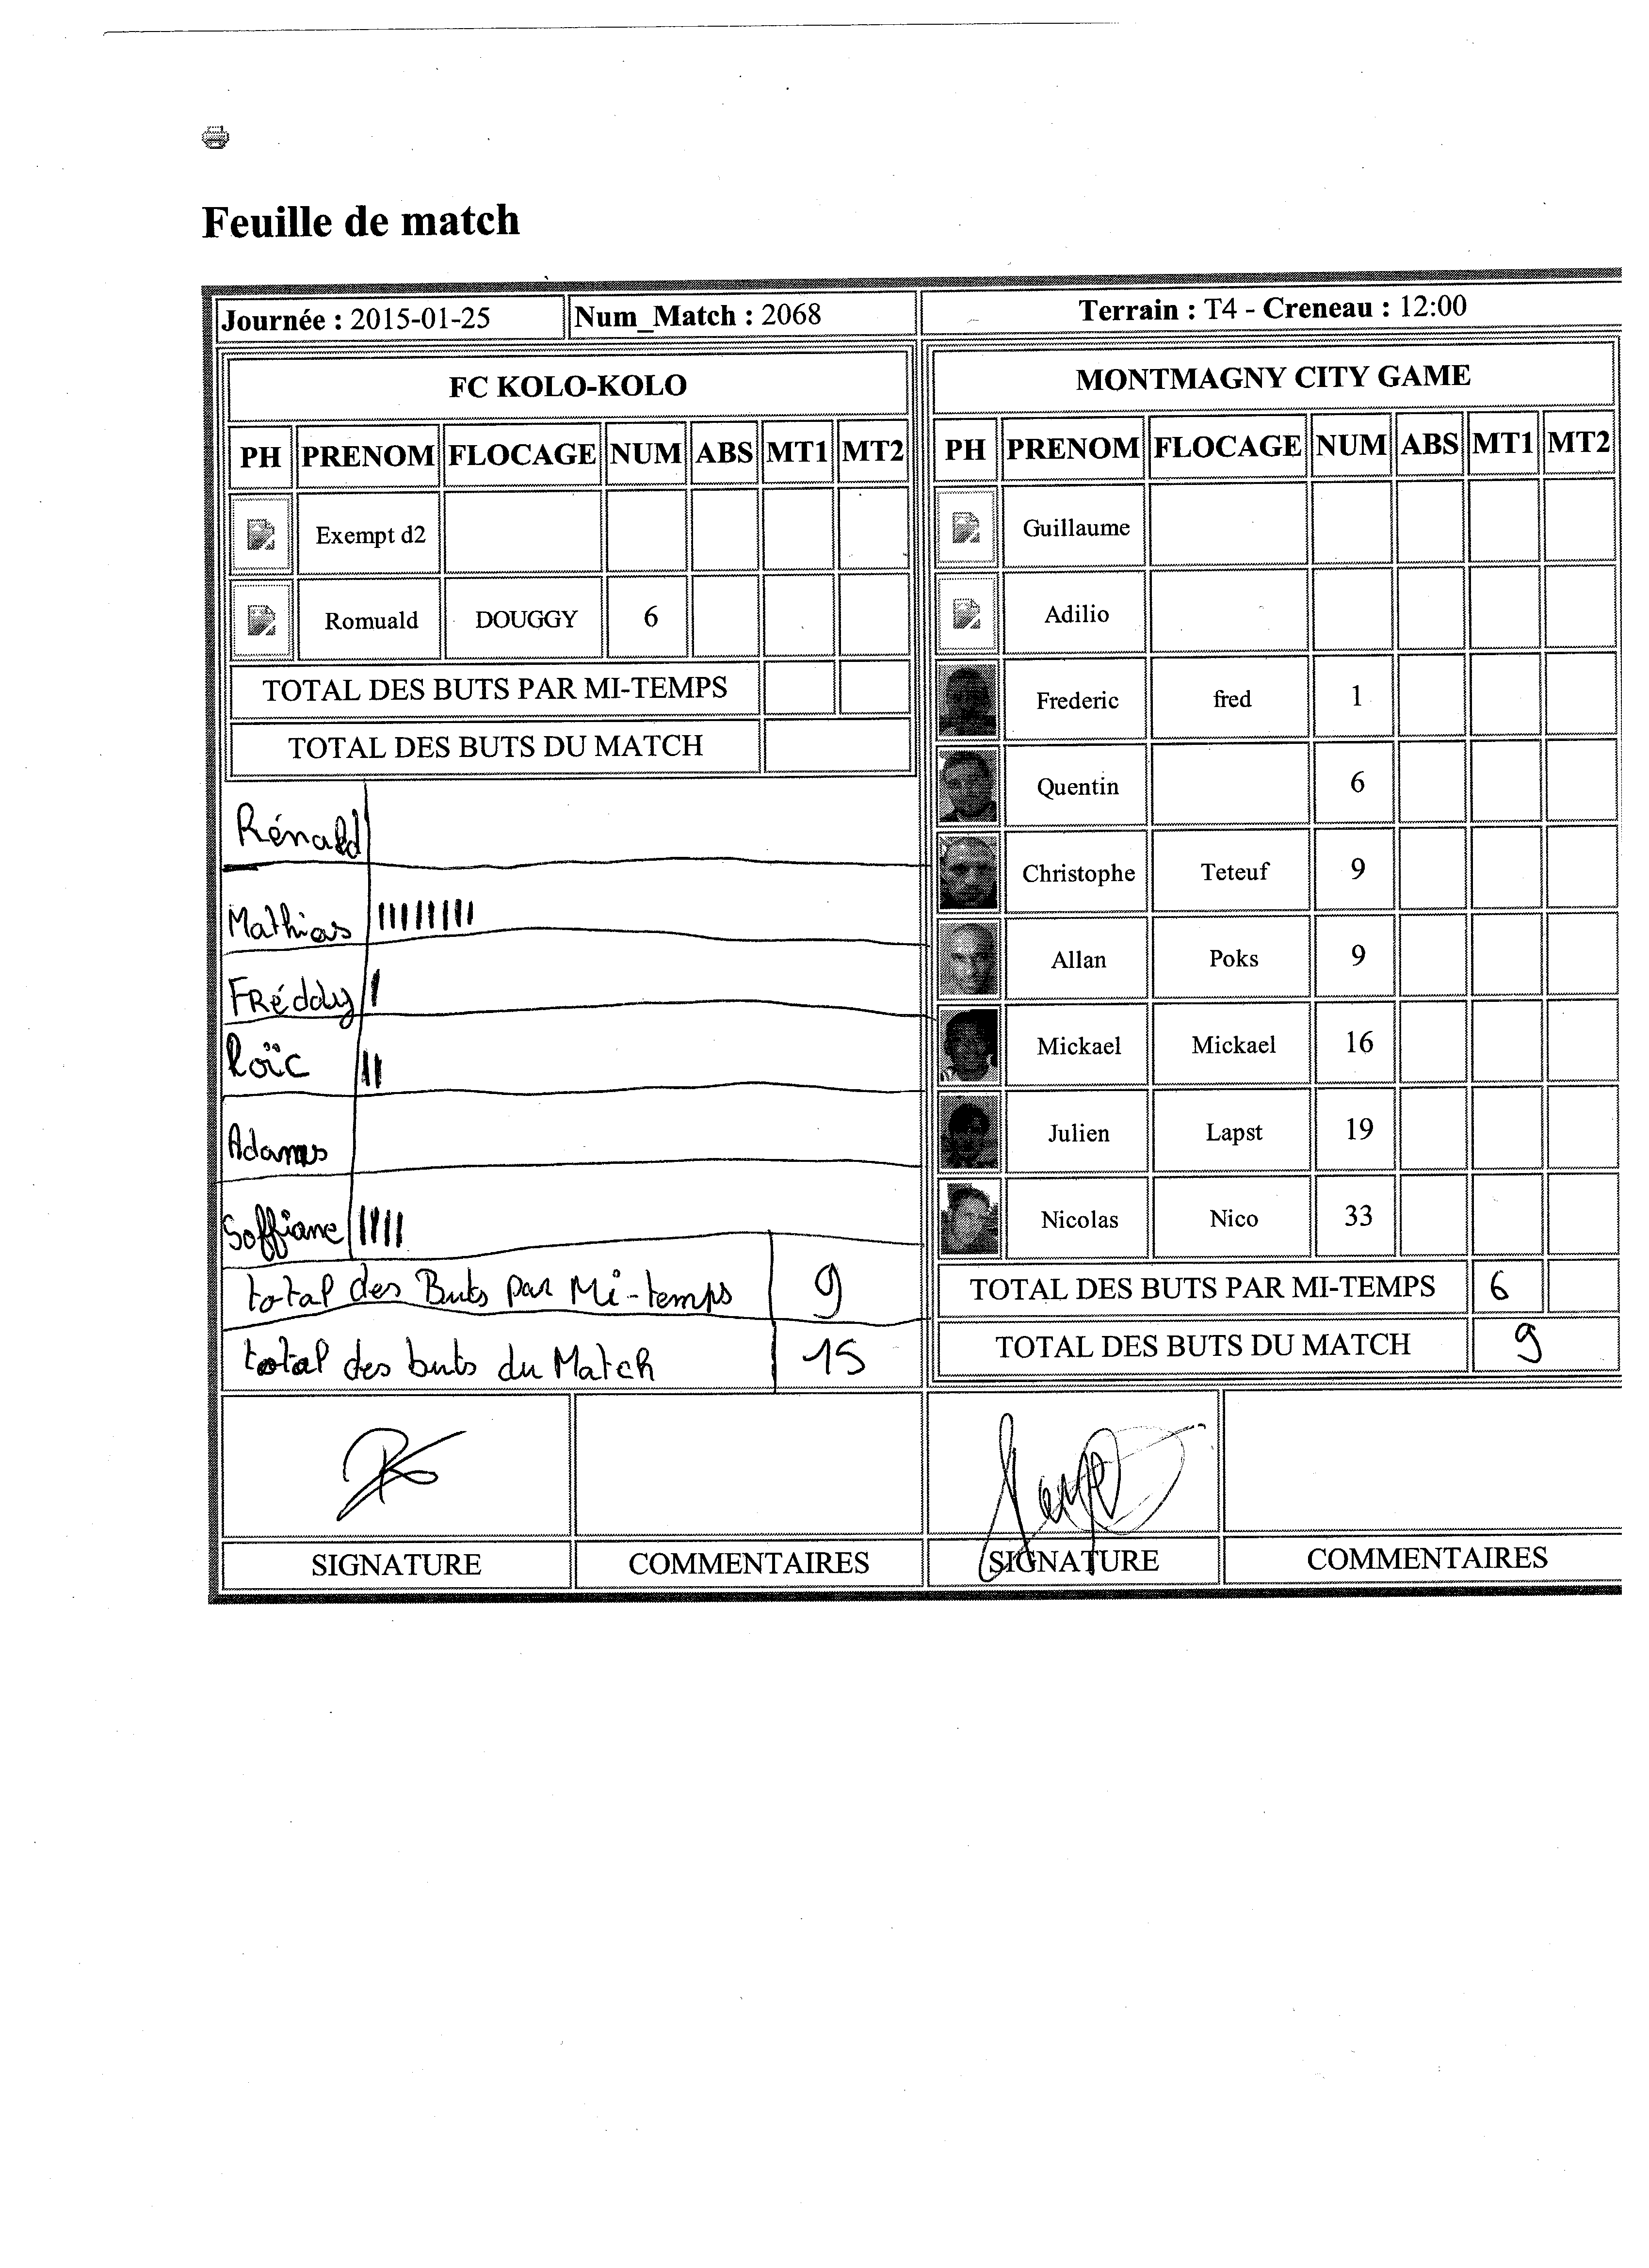 Feuille de match
Journée : 2015-01-25 Num_Match : 2068 Terrain : T4 - Creneau : 12:00
FC KOLO-KOLO
PH PRENOM FLOCAGE NUM ABS MT1 MT2
Exempt d2
Romuald DOUGGY 6
TOTAL DES BUTS PAR MI-TEMPS
TOTAL DES BUTS DU MATCH
Rénald
Mathias IIIIIIIII
FRéddy I
Loïc II
Adams
Soffiane IIII
total des Buts par Mi-temps 9
total des buts du Match 15
MONTMAGNY CITY GAME
PH PRENOM FLOCAGE NUM ABS MT1 MT2
Guillaume
Adilio
Frederic fred 1
Quentin 6
Christophe Teteuf 9
Allan Poks 9
Mickael Mickael 16
Julien Lapst 19
Nicolas Nico 33
TOTAL DES BUTS PAR MI-TEMPS 6
TOTAL DES BUTS DU MATCH 9
SIGNATURE COMMENTAIRES SIGNATURE COMMENTAIRES